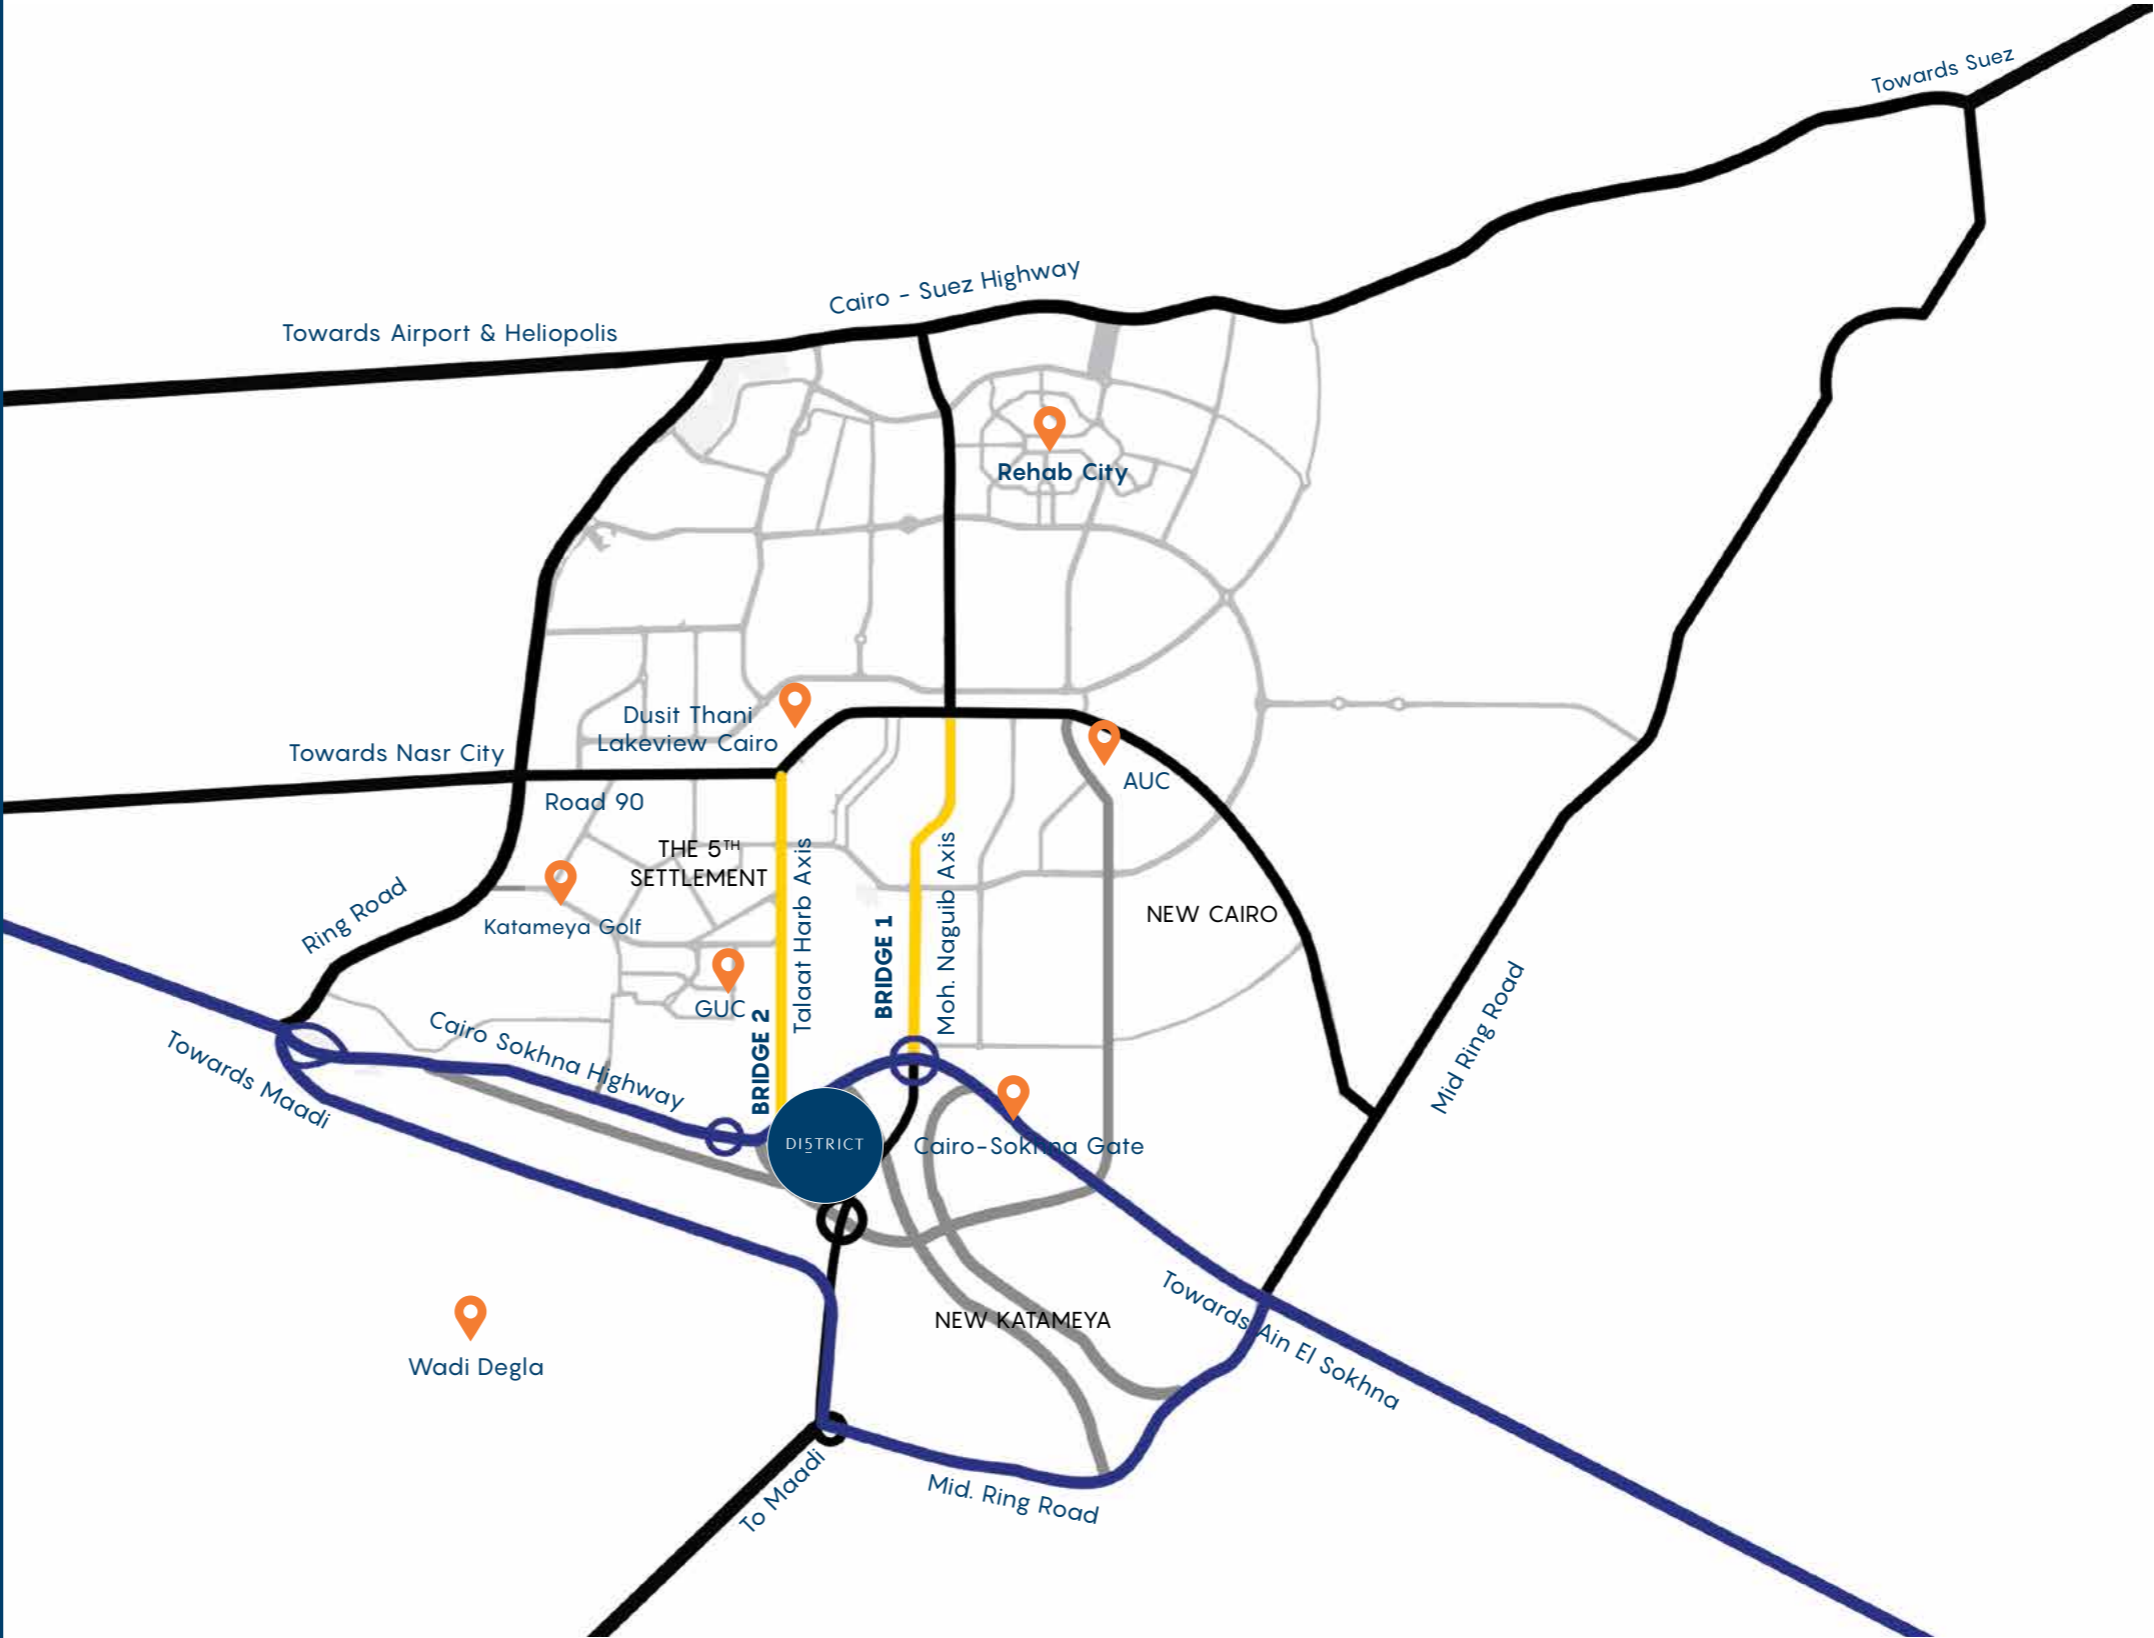 Towards Suez
Cairo - Suez Highway
Towards Airport & Heliopolis
Rehab City
Dusit Thani
Lakeview Cairo
Towards Nasr City
AUC
Road 90
THE 5TH
SETTLEMENT
Talaat Harb Axis
Moh. Naguib Axis
Ring Road
Katameya Golf
BRIDGE 1
NEW CAIRO
GUC
BRIDGE 2
Mid Ring Road
Cairo Sokhna Highway
Towards Maadi
DI5TRICT
Cairo-Sokhna Gate
NEW KATAMEYA
Towards Ain El Sokhna
Wadi Degla
To Maadi
Mid. Ring Road